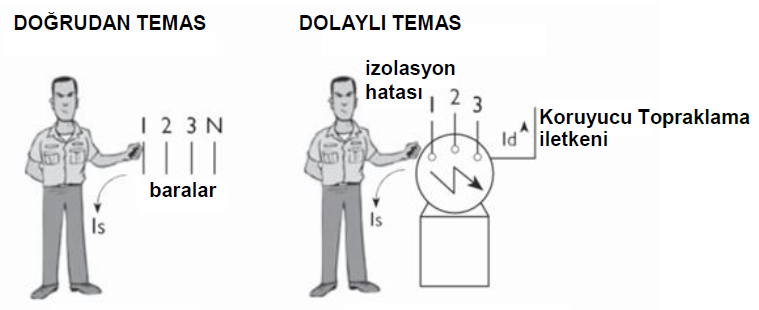 DOĞRUDAN TEMAS
1 2 3 N
baralar
Is
DOLAYLI TEMAS
izolasyon
hatası
1 2 3
Id
Koruyucu Topraklama
iletkeni
Is